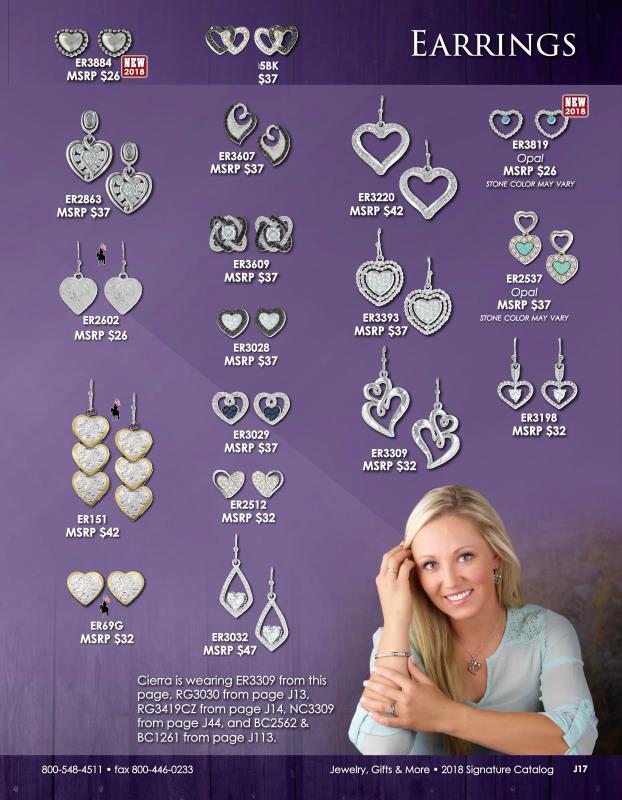 EARRINGS
ER3884
MSRP $26
NEW
2018
5BK
$37
ER2863
MSRP $37
ER3607
MSRP $37
ER3220
MSRP $42
NEW
2018
ER3819
Opal
MSRP $26
STONE COLOR MAY VARY
ER2602
MSRP $26
ER3609
MSRP $37
ER3393
MSRP $37
ER2537
Opal
MSRP $37
STONE COLOR MAY VARY
ER3028
MSRP $37
ER151
MSRP $42
ER3029
MSRP $37
ER3309
MSRP $32
ER3198
MSRP $32
ER2512
MSRP $32
ER69G
MSRP $32
ER3032
MSRP $47
Cierra is wearing ER3309 from this
page, RG3030 from page J13,
RG3419CZ from page J14, NC3309
from page J44, and BC2562 &
BC1261 from page J113.
800-548-4511 • fax 800-446-0233
Jewelry, Gifts & More • 2018 Signature Catalog J17